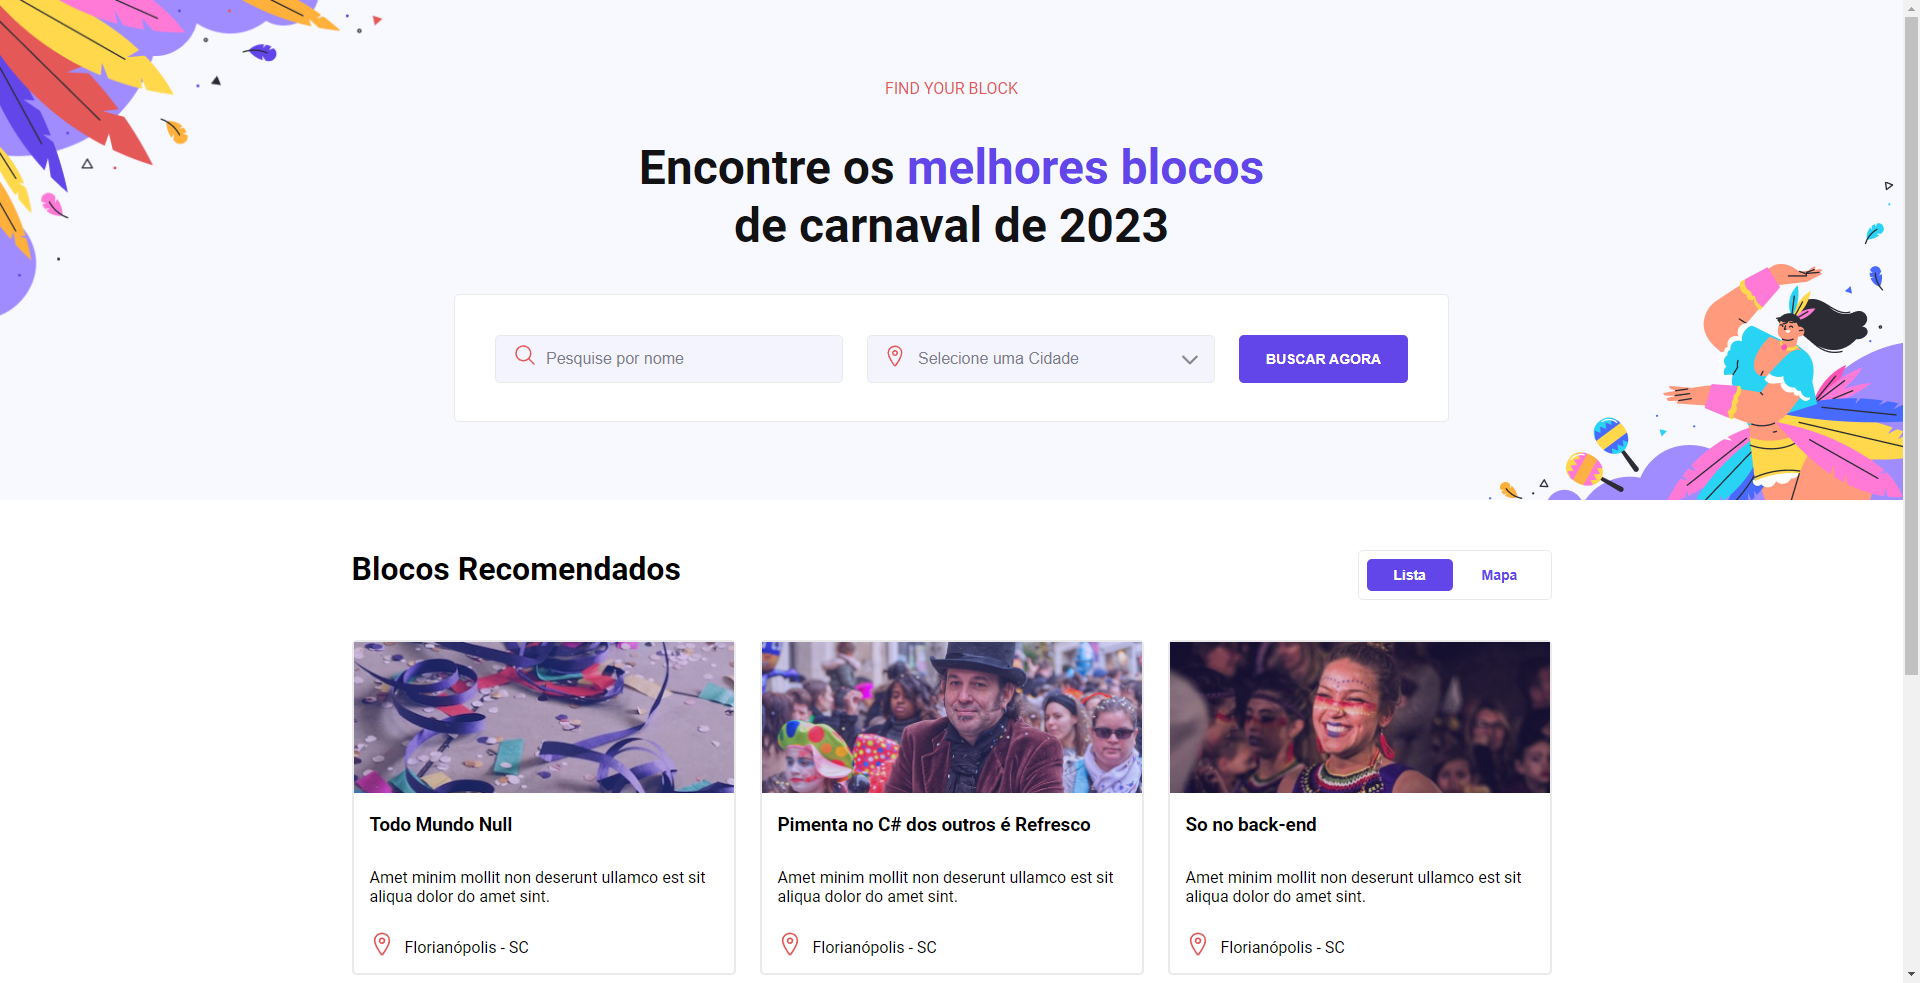 FIND YOUR BLOCK
Encontre os melhores blocos
de carnaval de 2023
Pesquise por nome
Selecione uma Cidade
BUSCAR AGORA
Blocos Recomendados
Lista
Mapa
Todo Mundo Null
Amet minim mollit non deserunt ullamco est sit
aliqua dolor do amet sint.
Florianópolis - SC
Pimenta no C# dos outros é Refresco
Amet minim mollit non deserunt ullamco est sit
aliqua dolor do amet sint.
Florianópolis - SC
So no back-end
Amet minim mollit non deserunt ullamco est sit
aliqua dolor do amet sint.
Florianópolis - SC